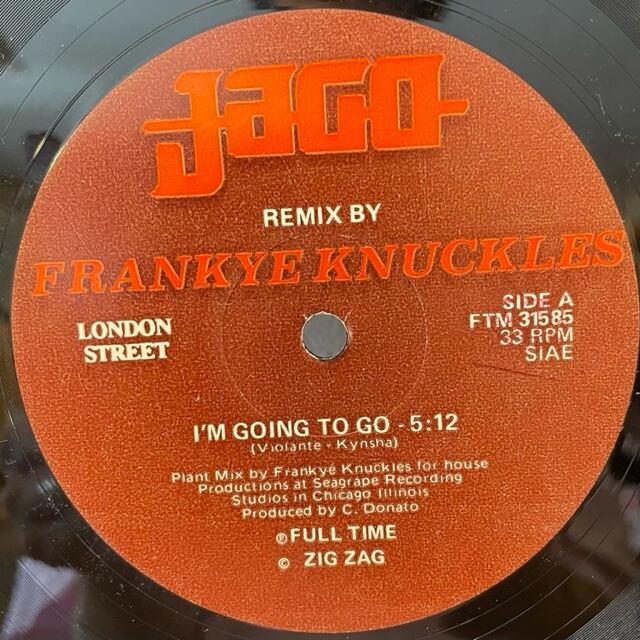 JAGO
REMIX BY
FRANKYE KNUCKLES
LONDON
STREET
SIDE A
FTM 31585
33 RPM
SIAE
I'M GOING TO GO - 5:12
(Violante - Kynsha)
Plant Mix by Frankye Knuckles for house
Productions at Seagrape Recording
Studios in Chicago Illinois
Produced by C. Donato
℗ FULL TIME
© ZIG ZAG